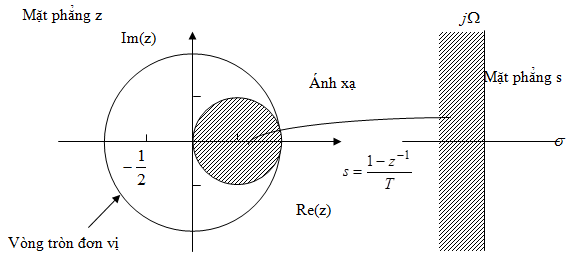 Mặt phẳng z
jΩ
Im(z)
Ánh xạ
Mặt phẳng s
σ
-1/2
s = (1 - z^-1)/T
Re(z)
Vòng tròn đơn vị